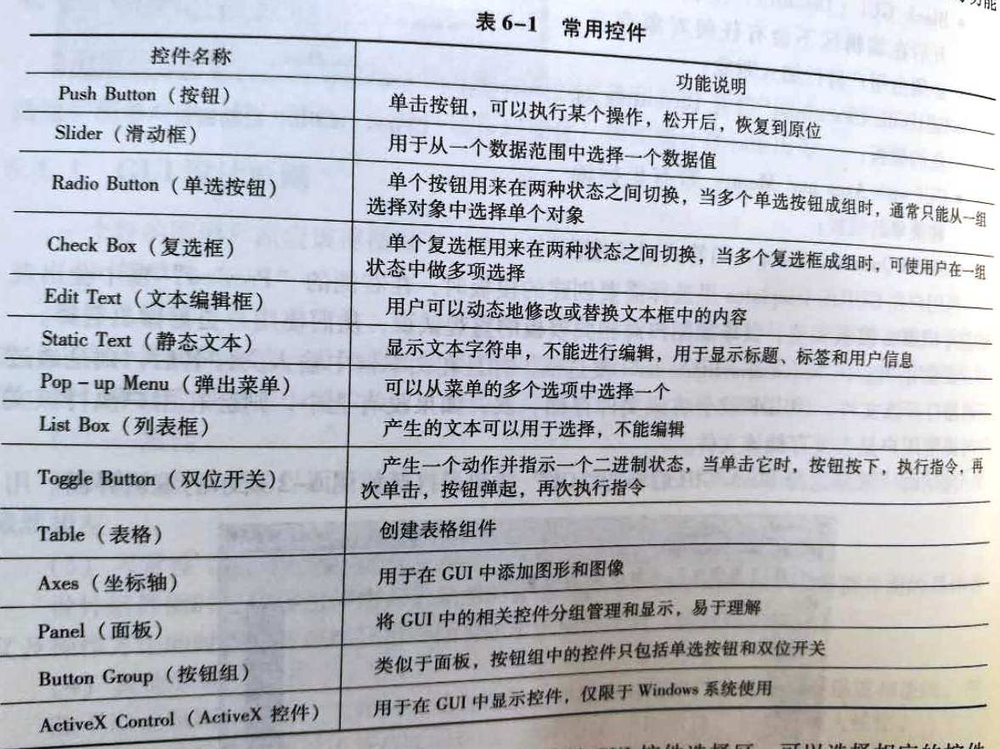 功能
表 6-1 常用控件
控件名称
功能说明
Push Button（按钮）
单击按钮，可以执行某个操作，松开后，恢复到原位
Slider（滑动框）
用于从一个数据范围中选择一个数据值
Radio Button（单选按钮）
单个按钮用来在两种状态之间切换，当多个单选按钮成组时，通常只能从一组
选择对象中选择单个对象
Check Box（复选框）
单个复选框用来在两种状态之间切换，当多个复选框成组时，可使用户在一组
状态中做多项选择
Edit Text（文本编辑框）
用户可以动态地修改或替换文本框中的内容
Static Text（静态文本）
显示文本字符串，不能进行编辑，用于显示标题、标签和用户信息
Pop-up Menu（弹出菜单）
可以从菜单的多个选项中选择一个
List Box（列表框）
产生的文本可以用于选择，不能编辑
Toggle Button（双位开关）
产生一个动作并指示一个二进制状态，当单击它时，按钮按下，执行指令，再
次单击，按钮弹起，再次执行指令
Table（表格）
创建表格组件
Axes（坐标轴）
用于在 GUI 中添加图形和图像
Panel（面板）
将 GUI 中的相关控件分组管理和显示，易于理解
Button Group（按钮组）
类似于面板，按钮组中的控件只包括单选按钮和双位开关
ActiveX Control（ActiveX 控件）
用于在 GUI 中显示控件，仅限于 Windows 系统使用
控件选择区，可以选择相应的控件